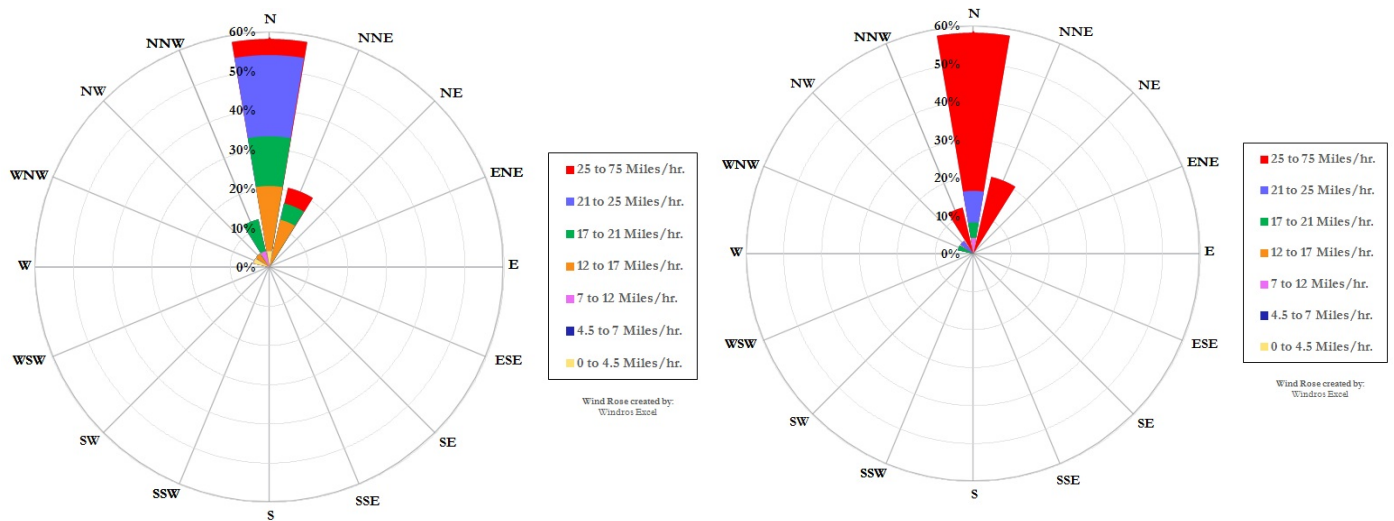 N
60%
NNW
NNE
50%
NW
NE
40%
30%
WNW
ENE
20%
10%
W
0%
E
WSW
ESE
SW
SE
SSW
SSE
S
25 to 75 Miles/hr.
21 to 25 Miles/hr.
17 to 21 Miles/hr.
12 to 17 Miles/hr.
7 to 12 Miles/hr.
4.5 to 7 Miles/hr.
0 to 4.5 Miles/hr.
Wind Rose created by:
Windros Excel
N
60%
NNW
NNE
50%
NW
NE
40%
30%
WNW
ENE
20%
10%
W
0%
E
WSW
ESE
SW
SE
SSW
SSE
S
25 to 75 Miles/hr.
21 to 25 Miles/hr.
17 to 21 Miles/hr.
12 to 17 Miles/hr.
7 to 12 Miles/hr.
4.5 to 7 Miles/hr.
0 to 4.5 Miles/hr.
Wind Rose created by:
Windros Excel